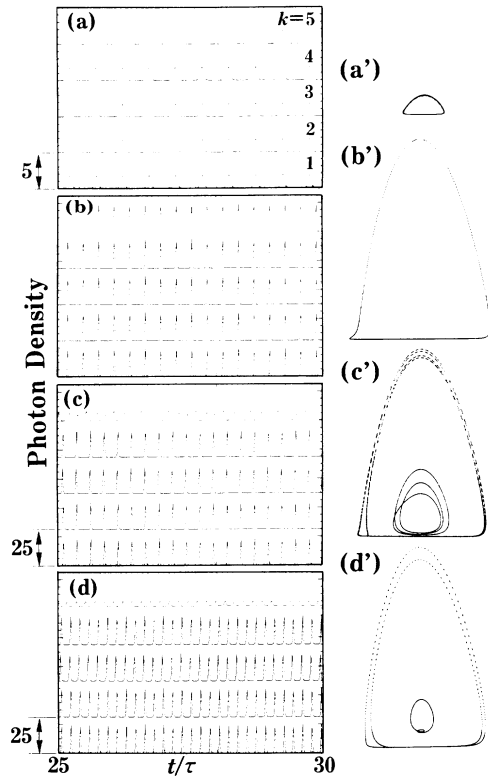 (a)
k=5
4
3
2
1
5
(a')
(b)
(b')
Photon Density
(c)
25
(c')
(d)
25
(d')
25
t/τ
30